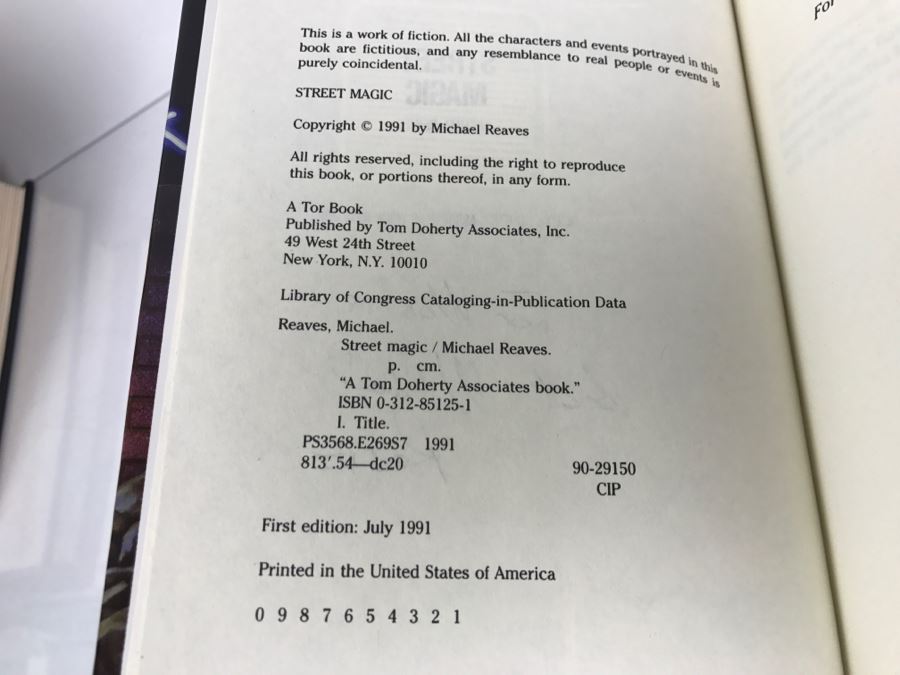 This is a work of fiction. All the characters and events portrayed in this
book are fictitious, and any resemblance to real people or events is
purely coincidental.
STREET MAGIC
Copyright © 1991 by Michael Reaves
All rights reserved, including the right to reproduce
this book, or portions thereof, in any form.
A Tor Book
Published by Tom Doherty Associates, Inc.
49 West 24th Street
New York, N.Y. 10010
Library of Congress Cataloging-in-Publication Data
Reaves, Michael.
Street magic / Michael Reaves.
p. cm.
“A Tom Doherty Associates book.”
ISBN 0-312-85125-1
I. Title.
PS3568.E269S7 1991
813′.54—dc20 90-29150
CIP
First edition: July 1991
Printed in the United States of America
0 9 8 7 6 5 4 3 2 1